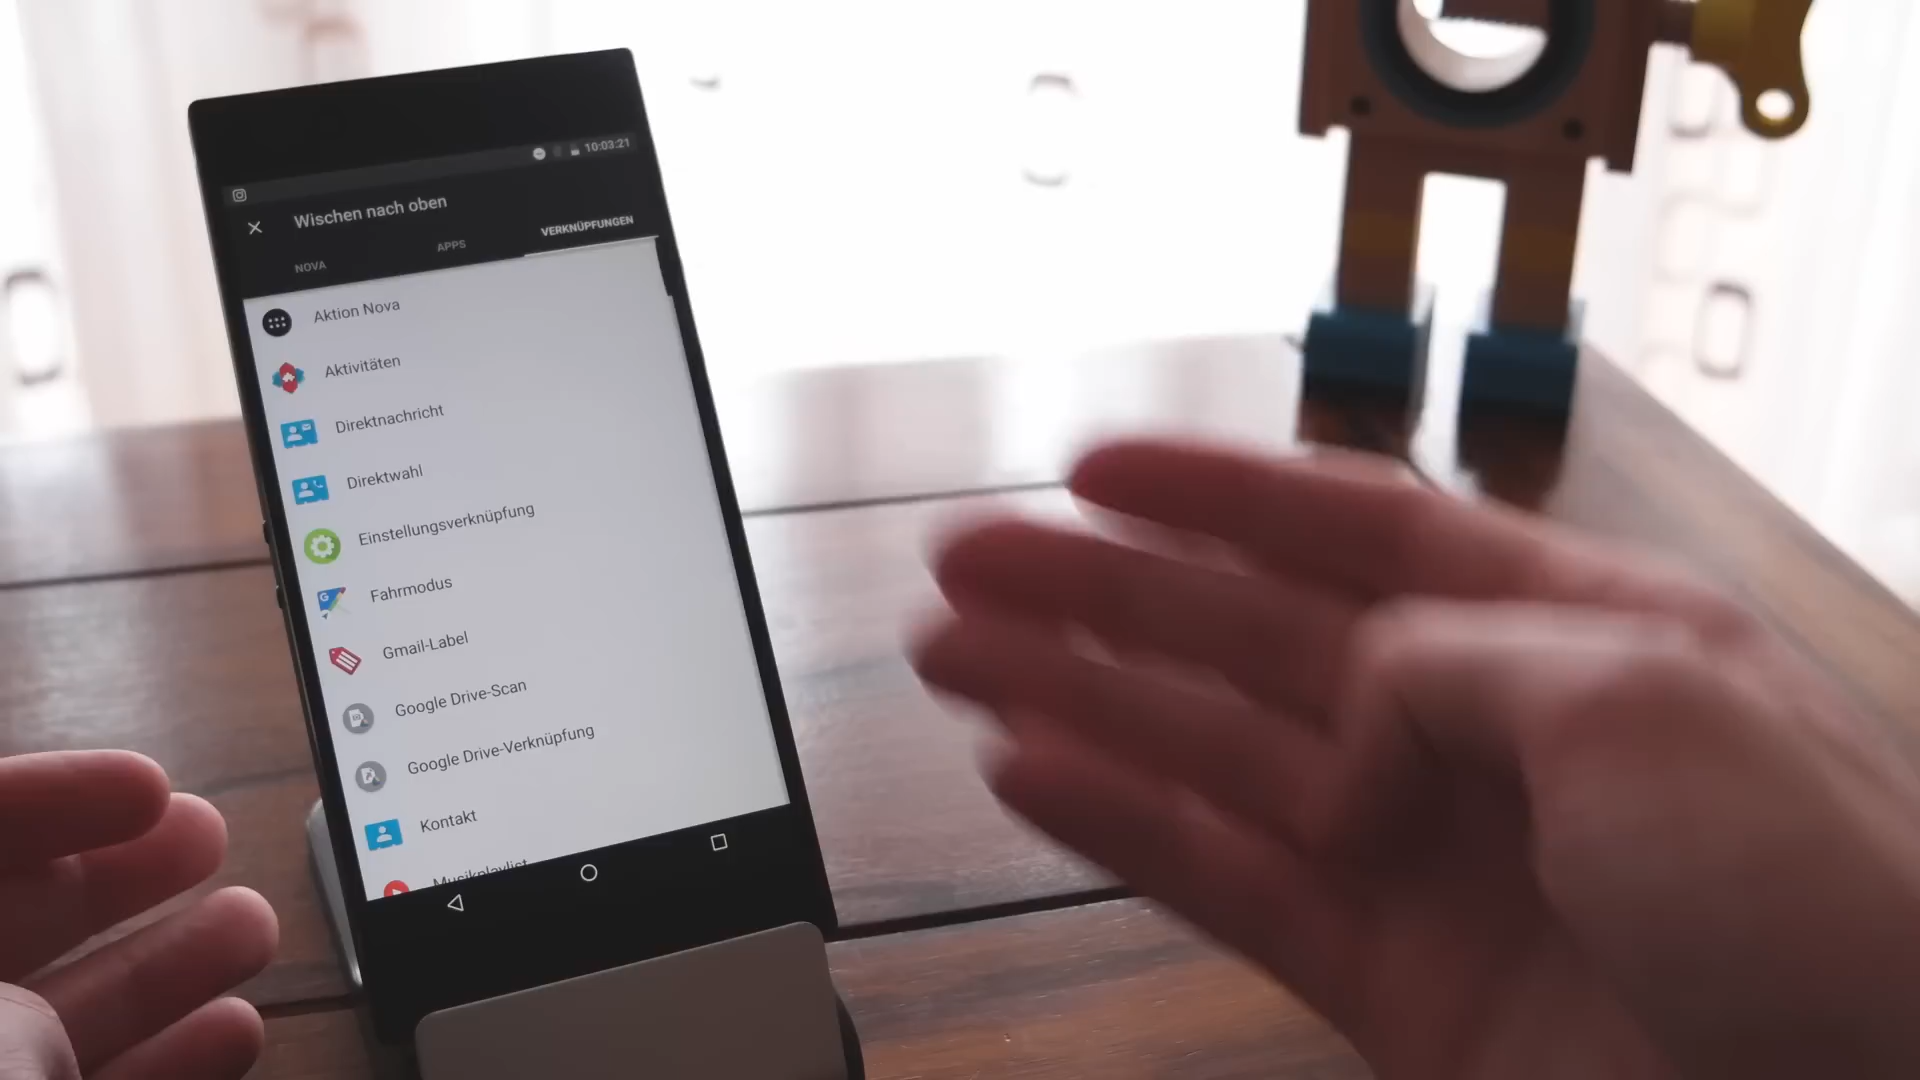 10:03:21
Wischen nach oben
NOVA
APPS
VERKNÜPFUNGEN
Aktion Nova
Aktivitäten
Direktnachricht
Direktwahl
Einstellungsverknüpfung
Fahrmodus
Gmail-Label
Google Drive-Scan
Google Drive-Verknüpfung
Kontakt
Musikplaylist